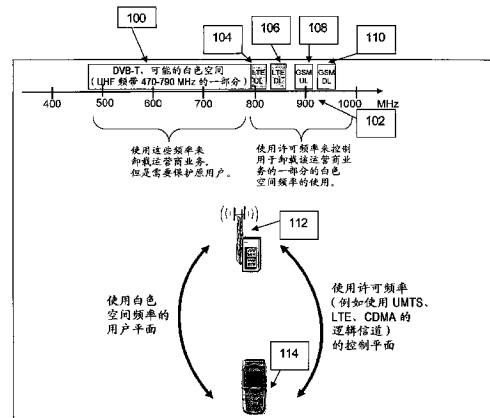 100
104
106
108
110
DVB-T、可能的白色空间
(UHF 频带 470-790 MHz 的一部分)
LTE
DL
LTE
GSM
UL
GSM
DL
400
500
600
700
800
900
1000
MHz
102
使用这些频率来
卸载运营商业务,
但是需要保护原用户。
使用许可频率来控制
用于卸载该运营商业
务的一部分的白色
空间频率的使用。
112
使用白色
空间频率的
用户平面
使用许可频率
(例如使用 UMTS、
LTE、CDMA 的
逻辑信道)
的控制平面
114